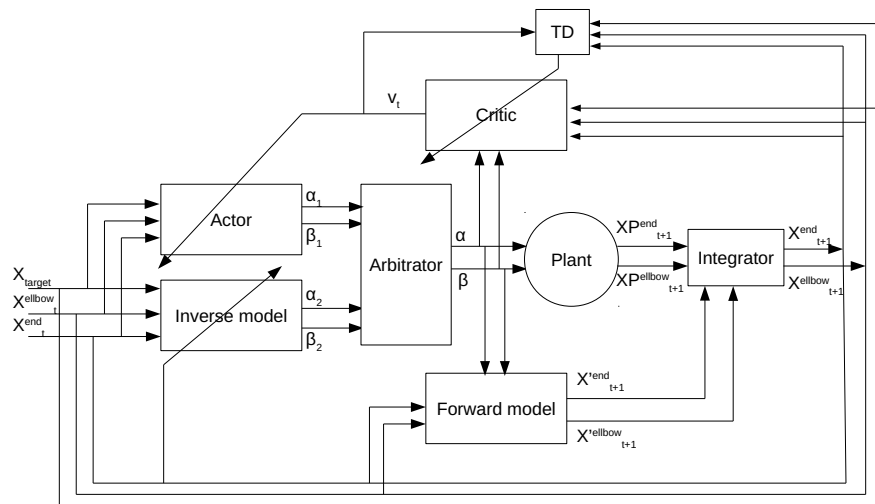 TD
v_t
Critic
Actor
α_1
β_1
Arbitrator
α
β
Plant
XP^end_t+1
XP^ellbow_t+1
Integrator
X^end_t+1
X^ellbow_t+1
X_target
X^ellbow_t
X^end_t
Inverse model
α_2
β_2
Forward model
X'^end_t+1
X'^ellbow_t+1